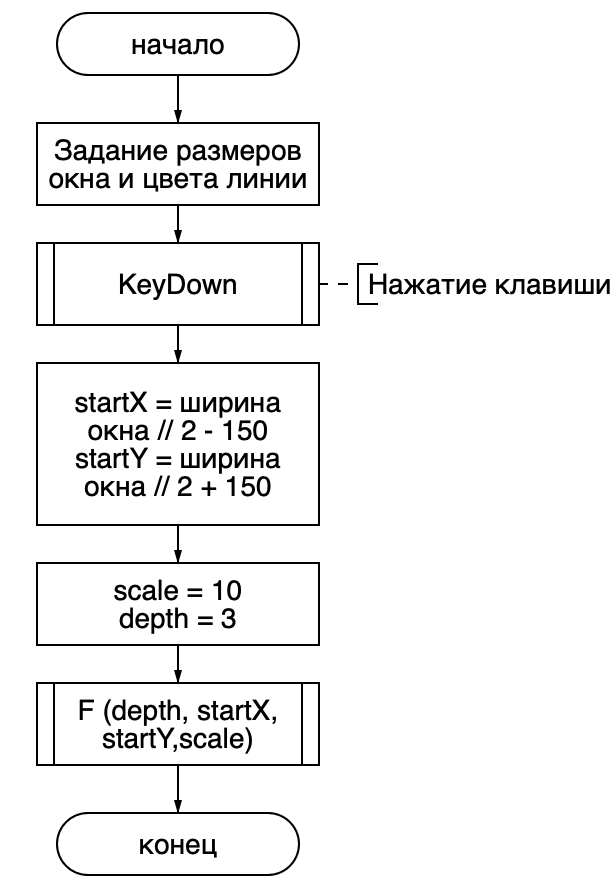 начало
Задание размеров
окна и цвета линии
KeyDown
Нажатие клавиши
startX = ширина
окна // 2 - 150
startY = ширина
окна // 2 + 150
scale = 10
depth = 3
F (depth, startX,
startY,scale)
конец